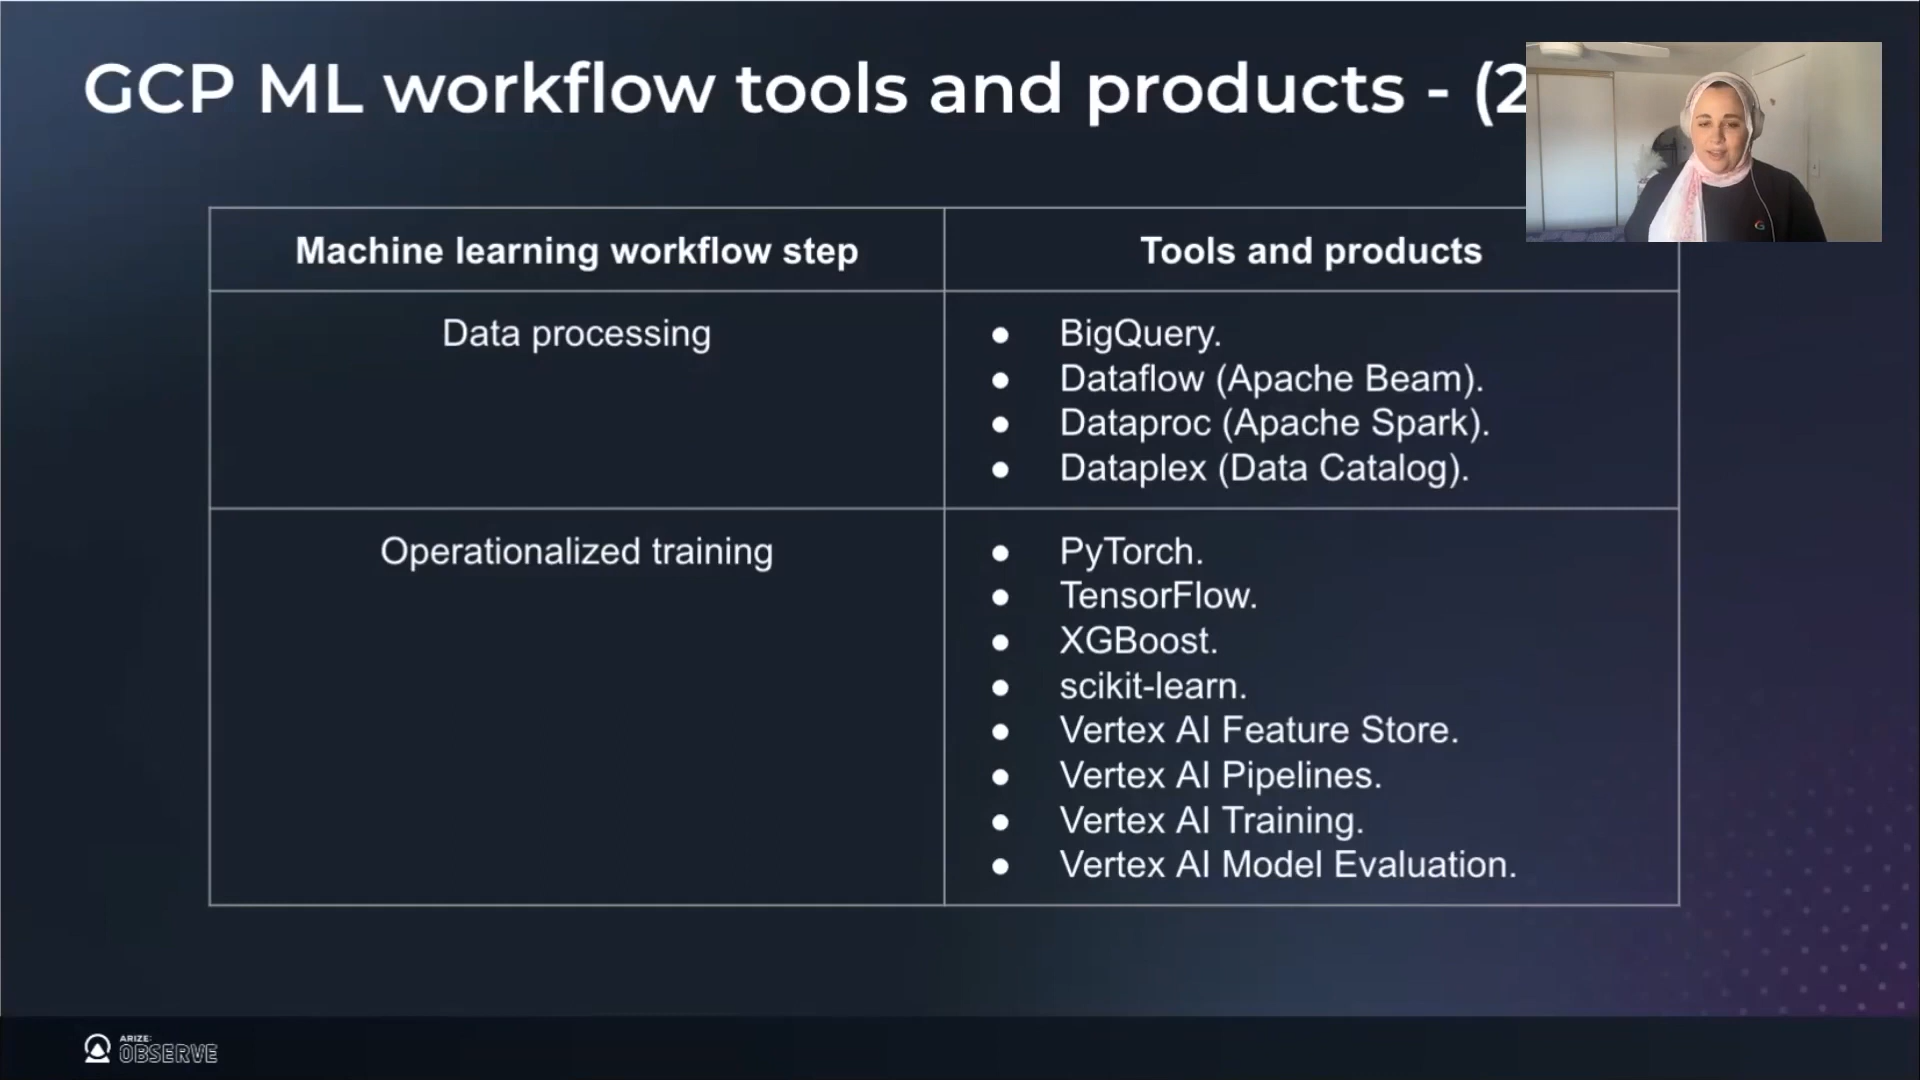 GCP ML workflow tools and products - (2
Machine learning workflow step
Tools and products
Data processing
● BigQuery.
● Dataflow (Apache Beam).
● Dataproc (Apache Spark).
● Dataplex (Data Catalog).
Operationalized training
● PyTorch.
● TensorFlow.
● XGBoost.
● scikit-learn.
● Vertex AI Feature Store.
● Vertex AI Pipelines.
● Vertex AI Training.
● Vertex AI Model Evaluation.
ARIZE:
OBSERVE